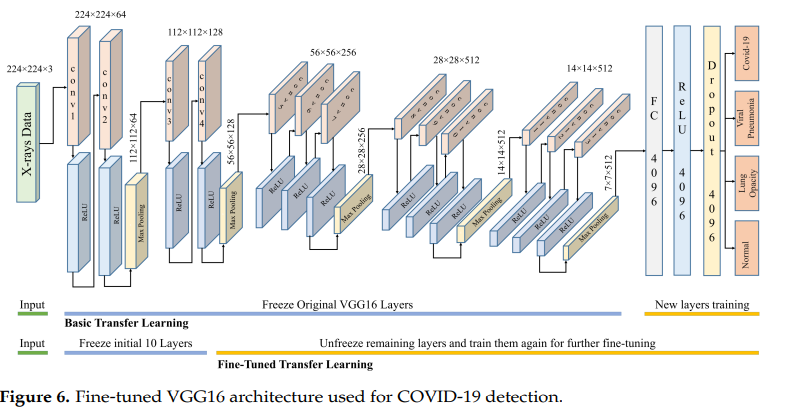 224×224×64
112×112×128
56×56×256
28×28×512
14×14×512
224×224×3
X-rays Data
conv1
conv2
ReLU
ReLU
112×112×64
Max Pooling
conv3
conv4
ReLU
ReLU
56×56×128
Max Pooling
ReLU
ReLU
ReLU
28×28×256
Max Pooling
ReLU
ReLU
ReLU
14×14×512
Max Pooling
ReLU
ReLU
ReLU
7×7×512
Max Pooling
FC 4096
ReLU 4096
Dropout 4096
Covid-19
Viral
Pneumonia
Lung
Opacity
Normal
Input
Freeze Original VGG16 Layers
New layers training
Basic Transfer Learning
Input
Freeze initial 10 Layers
Unfreeze remaining layers and train them again for further fine-tuning
Fine-Tuned Transfer Learning
Figure 6. Fine-tuned VGG16 architecture used for COVID-19 detection.